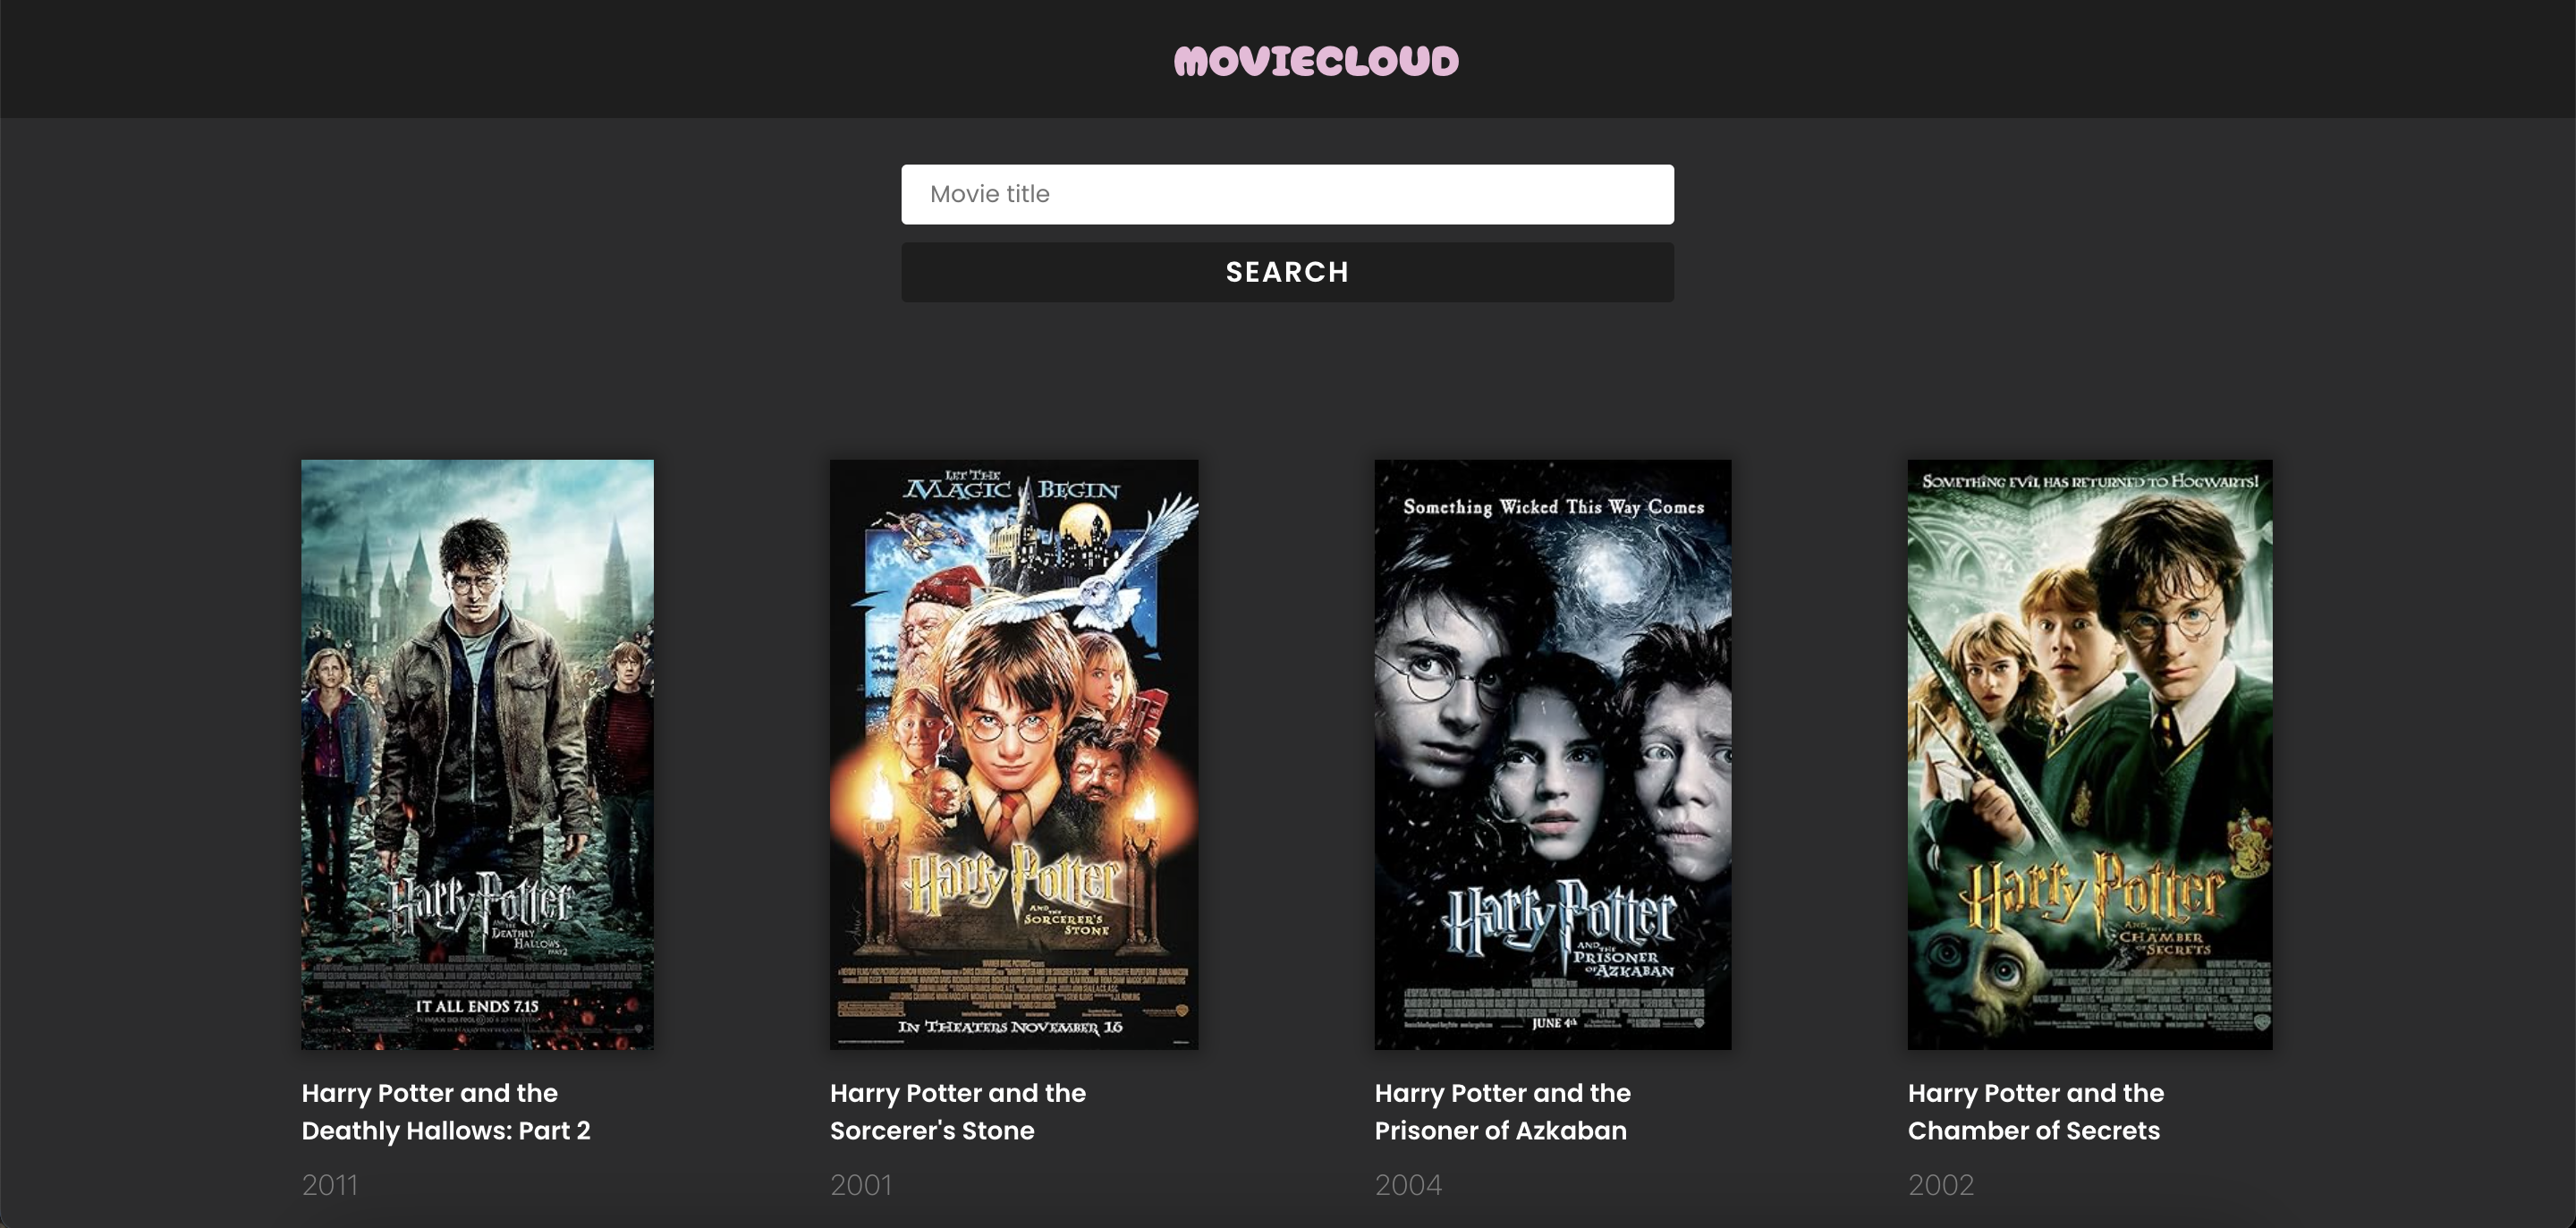 MOVIECLOUD
Movie title
SEARCH
Harry Potter
AND THE
DEATHLY
HALLOWS
PART 2
IT ALL ENDS 7.15
LET THE
MAGIC BEGIN
Harry Potter
AND THE
SORCERER'S
STONE
IN THEATERS NOVEMBER 16
Something Wicked This Way Comes
Harry Potter
AND THE
PRISONER
OF AZKABAN
JUNE 4th
SOMETHING EVIL HAS RETURNED TO HOGWARTS!
Harry Potter
AND THE
CHAMBER
OF SECRETS
Harry Potter and the
Deathly Hallows: Part 2
2011
Harry Potter and the
Sorcerer's Stone
2001
Harry Potter and the
Prisoner of Azkaban
2004
Harry Potter and the
Chamber of Secrets
2002